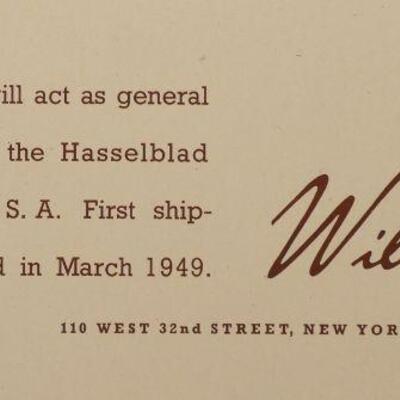 ill act as general
the Hasselblad
S. A. First ship-
d in March 1949.
Wil
110 WEST 32nd STREET, NEW YOR